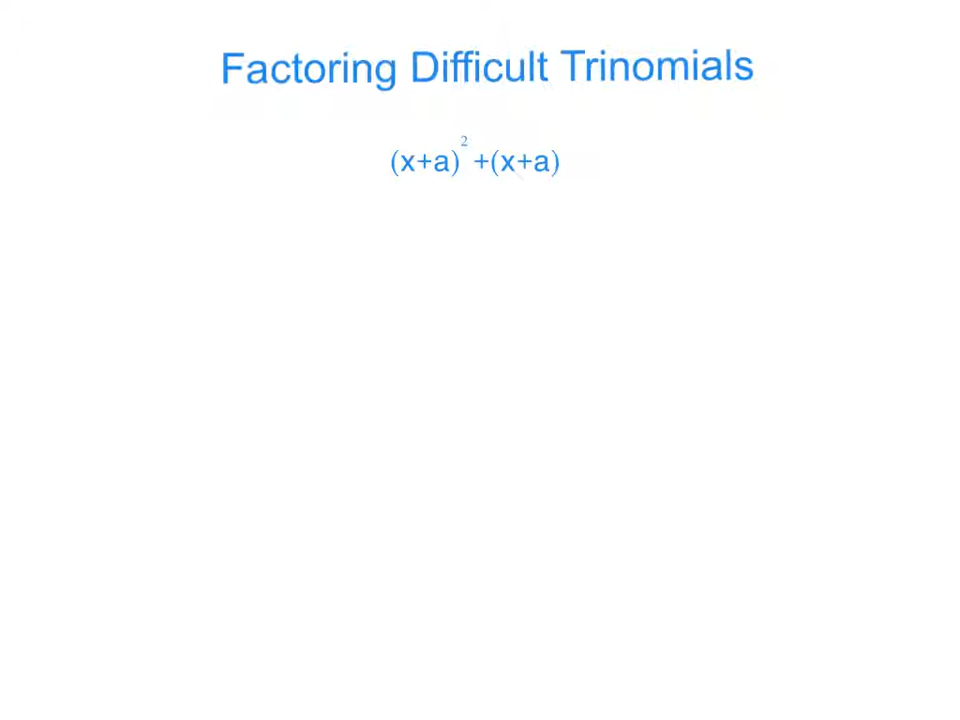 Factoring Difficult Trinomials
(x+a)² +(x+a)